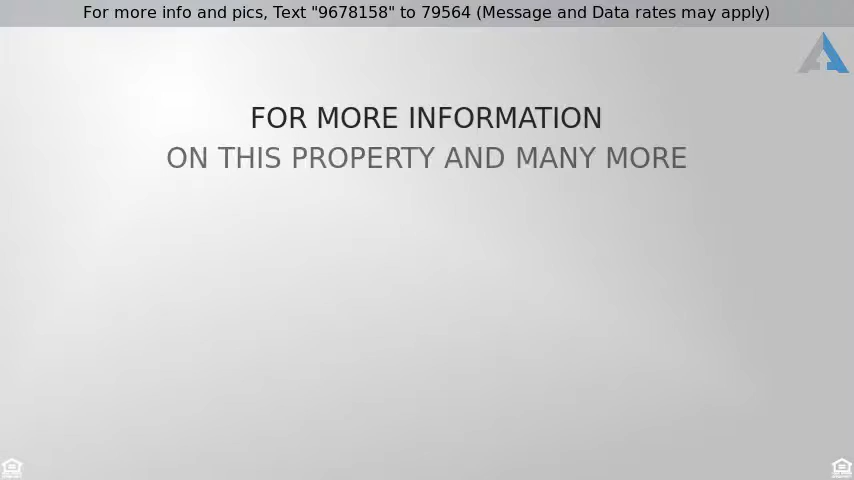 For more info and pics, Text "9678158" to 79564 (Message and Data rates may apply)
FOR MORE INFORMATION
ON THIS PROPERTY AND MANY MORE